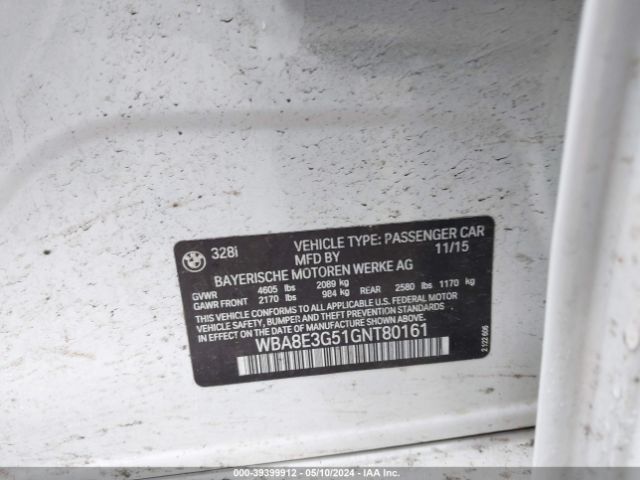 328i VEHICLE TYPE: PASSENGER CAR
MFD BY 11/15
BAYERISCHE MOTOREN WERKE AG
GVWR 4605 lbs 2089 kg
GAWR FRONT 2170 lbs 984 kg REAR 2580 lbs 1170 kg
THIS VEHICLE CONFORMS TO ALL APPLICABLE U.S. FEDERAL MOTOR
VEHICLE SAFETY, BUMPER, AND THEFT PREVENTION STANDARDS
IN EFFECT ON THE DATE OF MANUFACTURE SHOWN ABOVE.
WBA8E3G51GNT80161
2 122 606
000-39399912 - 05/10/2024 - IAA Inc.